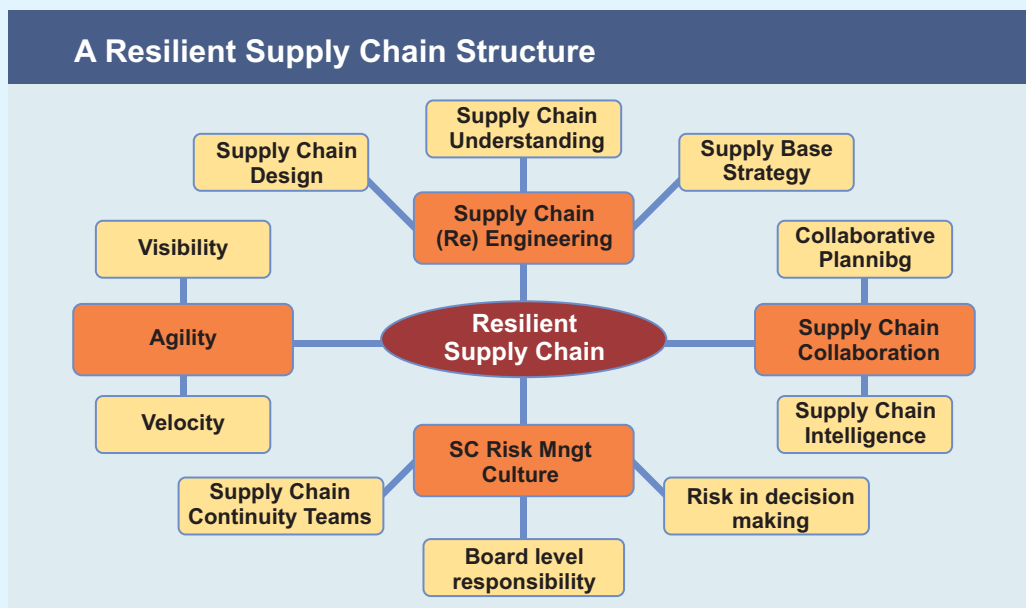 A Resilient Supply Chain Structure
Supply Chain
Understanding
Supply Chain
Design
Supply Base
Strategy
Supply Chain
(Re) Engineering
Visibility
Collaborative
Plannibg
Agility
Resilient
Supply Chain
Supply Chain
Collaboration
Velocity
Supply Chain
Intelligence
SC Risk Mngt
Culture
Supply Chain
Continuity Teams
Risk in decision
making
Board level
responsibility